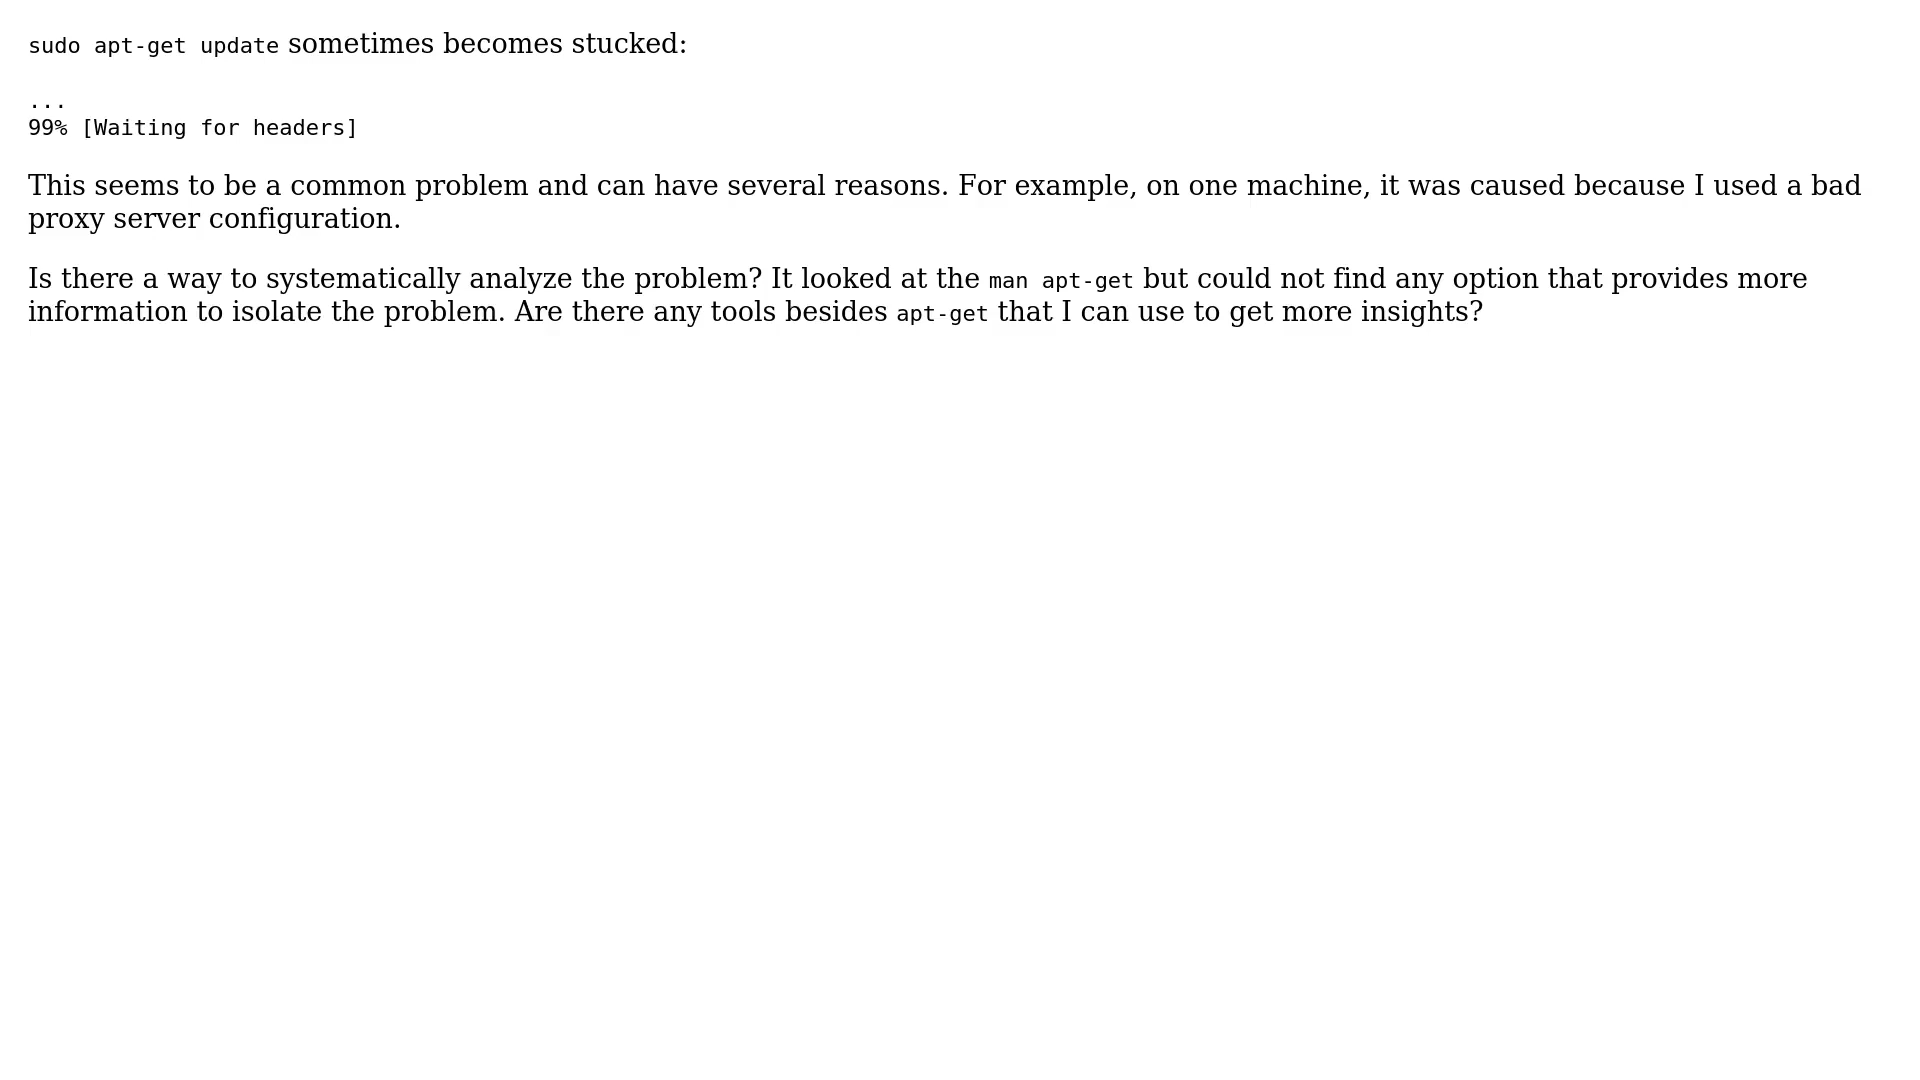 sudo apt-get update sometimes becomes stucked:
...
99% [Waiting for headers]
This seems to be a common problem and can have several reasons. For example, on one machine, it was caused because I used a bad
proxy server configuration.
Is there a way to systematically analyze the problem? It looked at the man apt-get but could not find any option that provides more
information to isolate the problem. Are there any tools besides apt-get that I can use to get more insights?